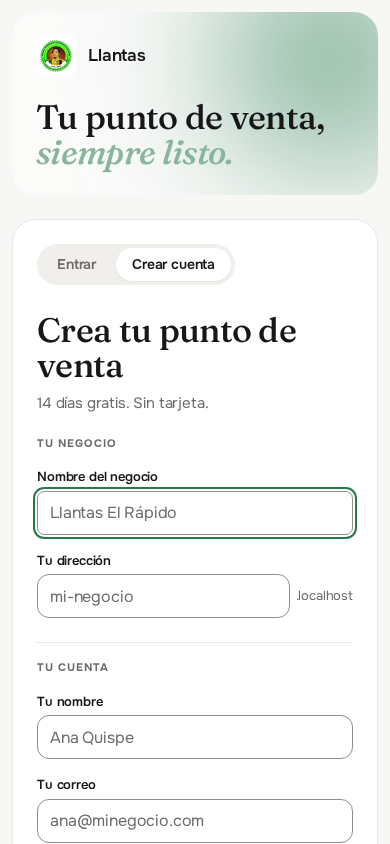 Llantas
Tu punto de venta,
siempre listo.
Entrar
Crear cuenta
Crea tu punto de
venta
14 días gratis. Sin tarjeta.
TU NEGOCIO
Nombre del negocio
Llantas El Rápido
Tu dirección
mi-negocio
.localhost
TU CUENTA
Tu nombre
Ana Quispe
Tu correo
ana@minegocio.com